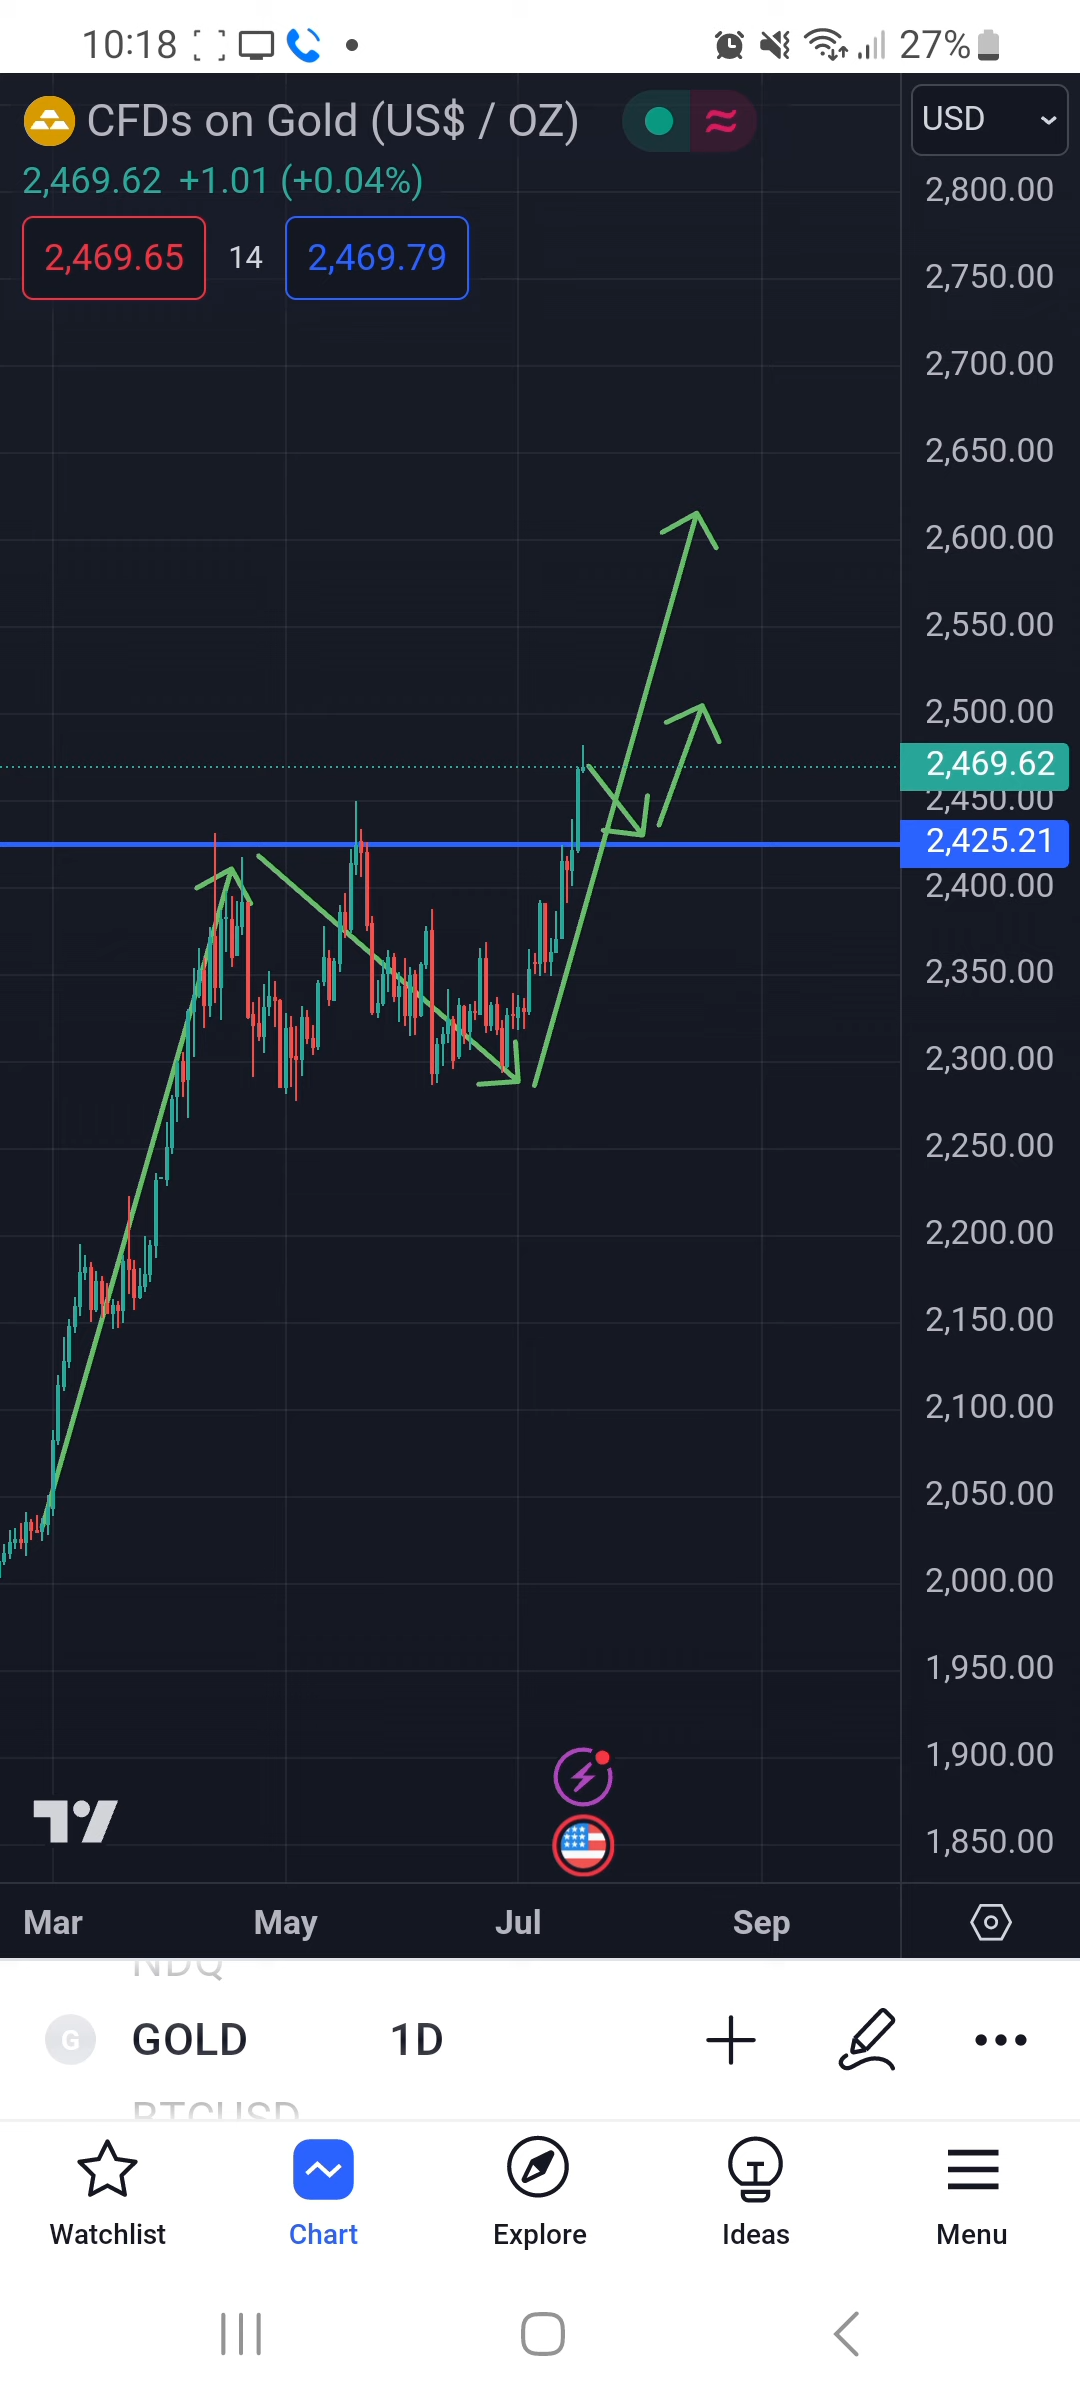 10:18
27%
CFDs on Gold (US$ / OZ)
USD
2,469.62 +1.01 (+0.04%)
2,469.65 14 2,469.79
2,800.00
2,750.00
2,700.00
2,650.00
2,600.00
2,550.00
2,500.00
2,469.62
2,450.00
2,425.21
2,400.00
2,350.00
2,300.00
2,250.00
2,200.00
2,150.00
2,100.00
2,050.00
2,000.00
1,950.00
1,900.00
1,850.00
Mar May Jul Sep
NDQ
G GOLD 1D
BTCUSD
Watchlist Chart Explore Ideas Menu